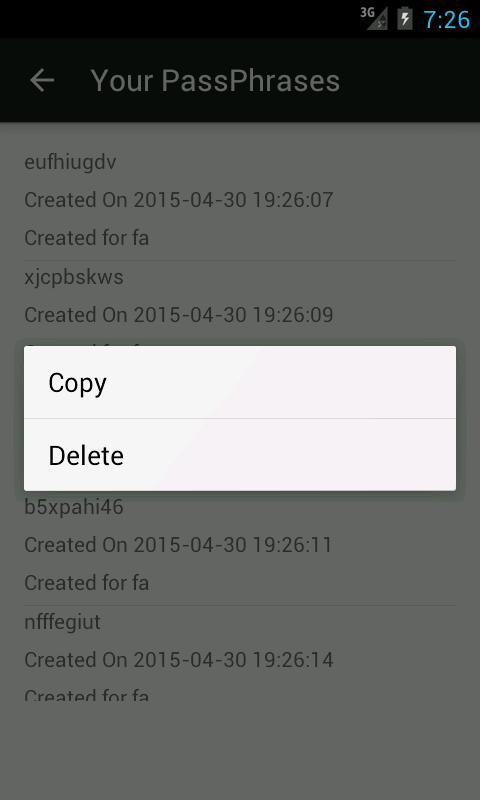 3G
7:26
Your PassPhrases
eufhiugdv
Created On 2015-04-30 19:26:07
Created for fa
xjcpbskws
Created On 2015-04-30 19:26:09
Copy
Delete
b5xpahi46
Created On 2015-04-30 19:26:11
Created for fa
nfffegiut
Created On 2015-04-30 19:26:14
Created for fa